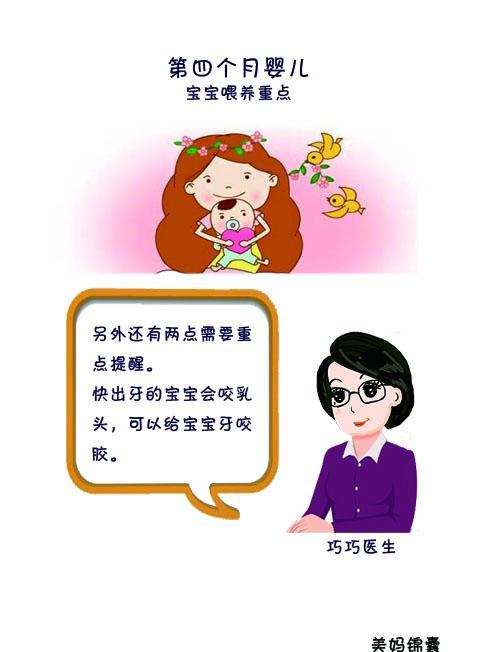 第四个月婴儿
宝宝喂养重点
另外还有两点需要重
点提醒。
快出牙的宝宝会咬乳
头，可以给宝宝牙咬
胶。
巧巧医生
美妈锦囊